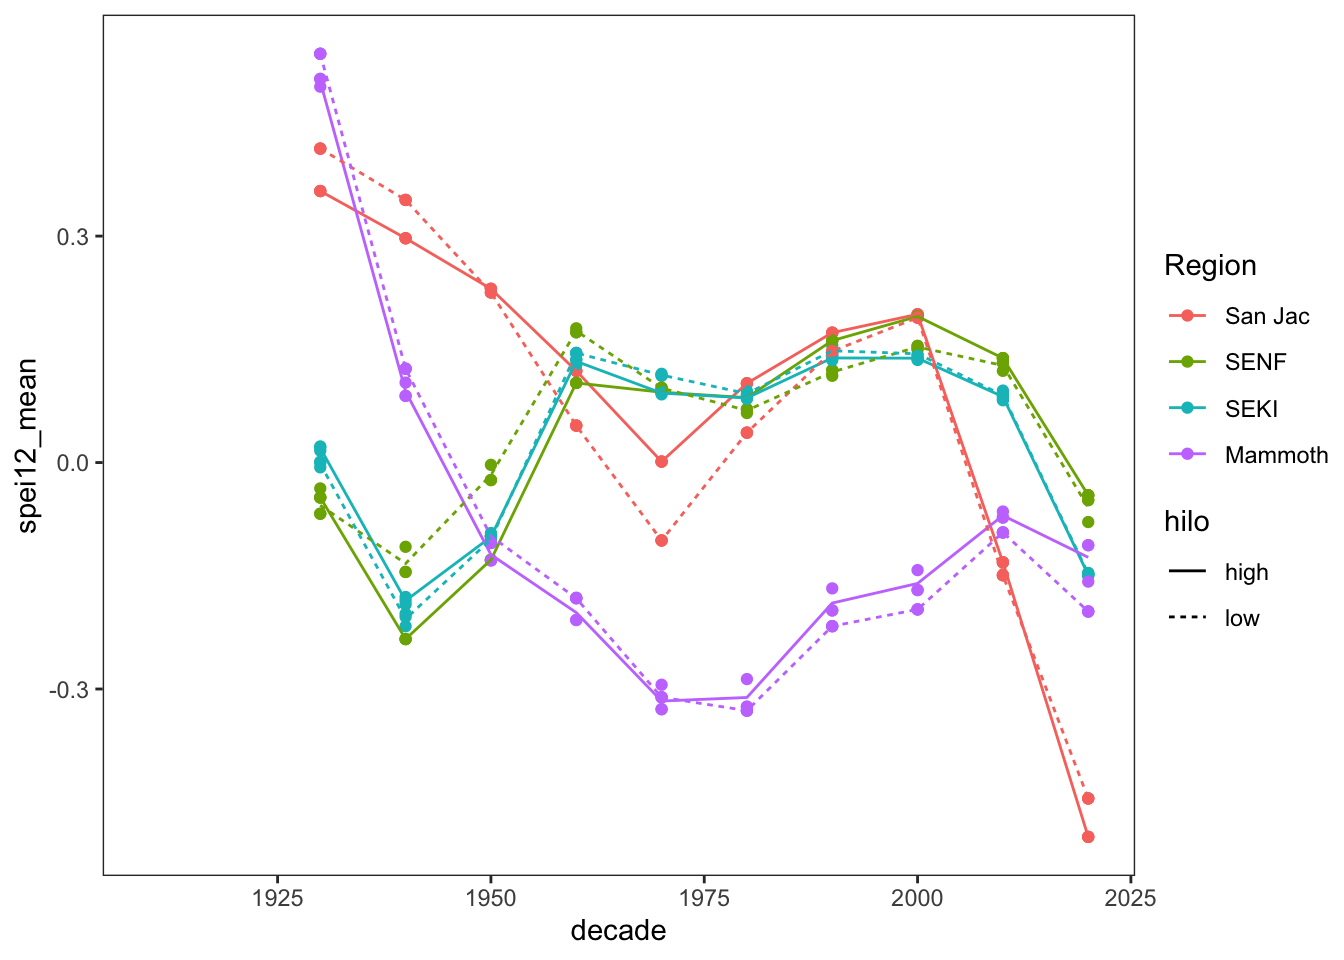 spei12_mean
0.3
0.0
-0.3
1925 1950 1975 2000 2025
decade
Region
San Jac
SENF
SEKI
Mammoth
hilo
high
low